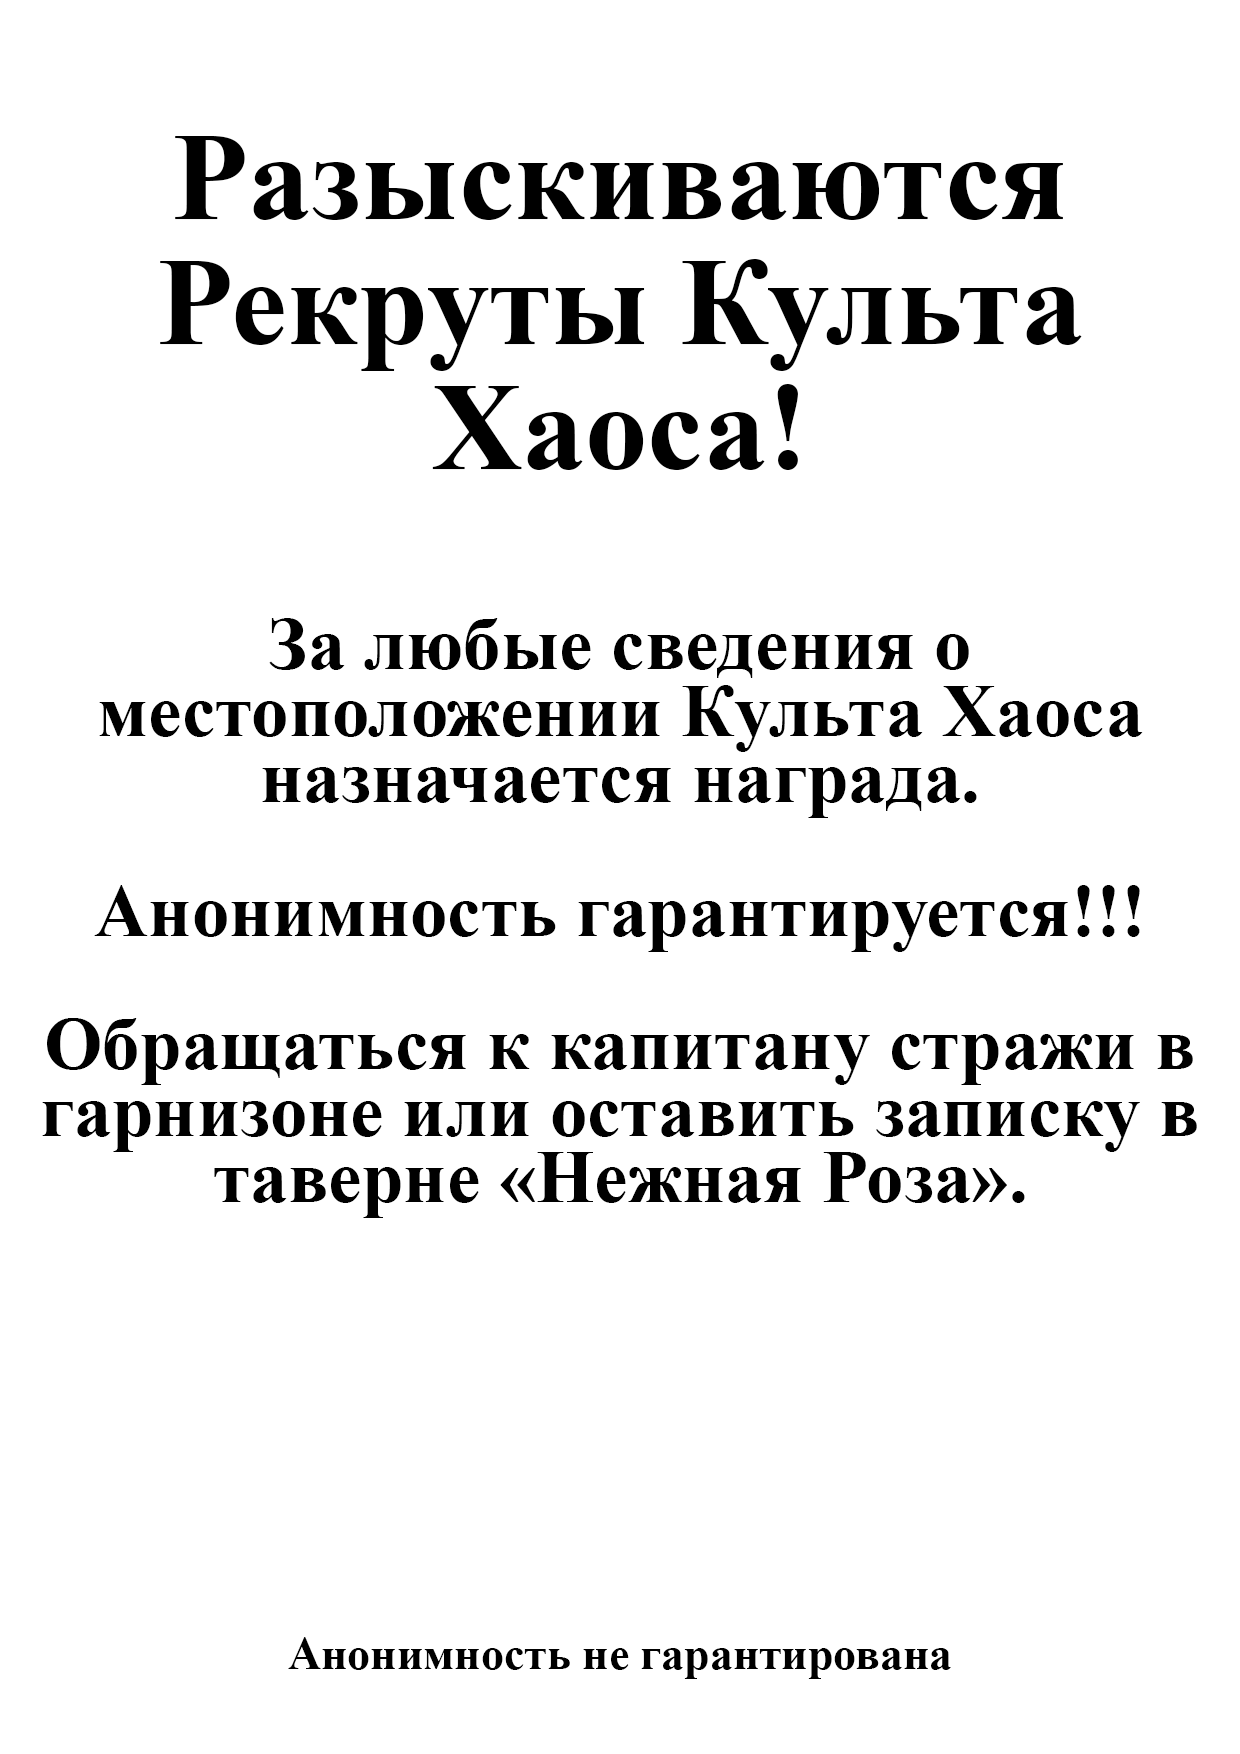 Разыскиваются
Рекруты Культа
Хаоса!
За любые сведения о
местоположении Культа Хаоса
назначается награда.
Анонимность гарантируется!!!
Обращаться к капитану стражи в
гарнизоне или оставить записку в
таверне «Нежная Роза».
Анонимность не гарантирована